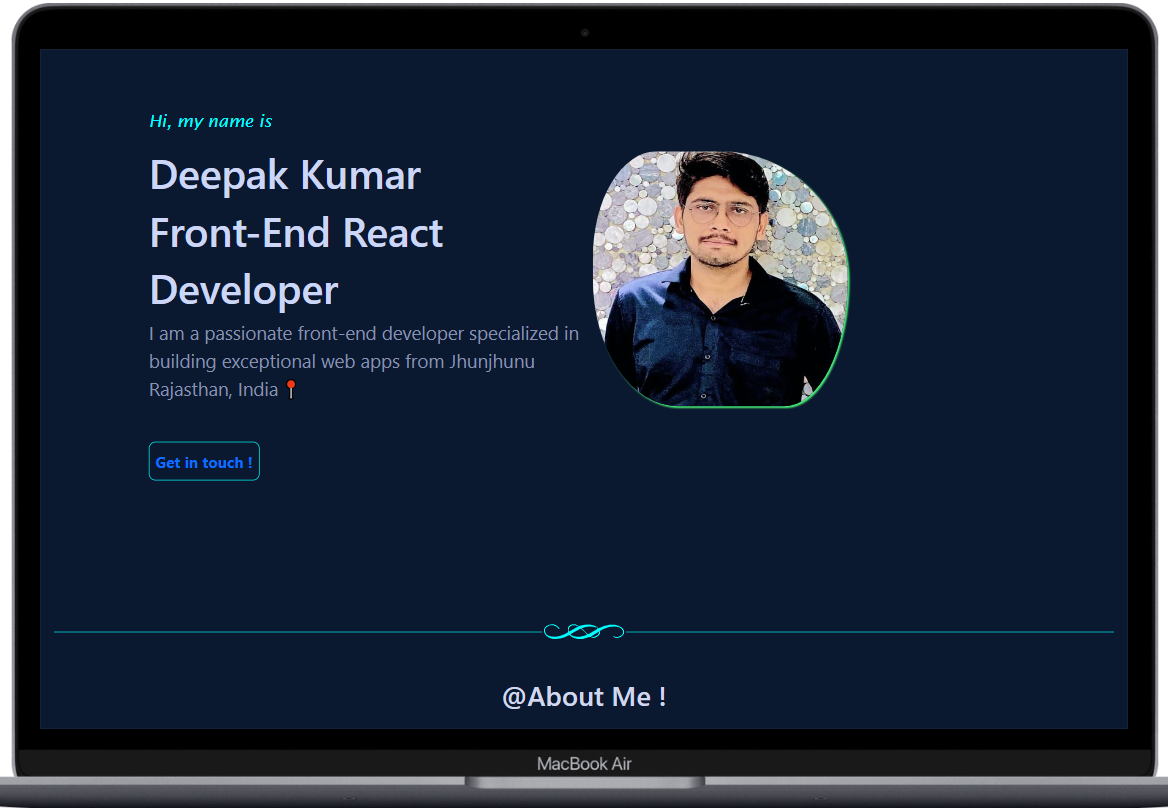 Hi, my name is
Deepak Kumar
Front-End React
Developer
I am a passionate front-end developer specialized in
building exceptional web apps from Jhunjhunu
Rajasthan, India 📍
Get in touch !
@About Me !
MacBook Air